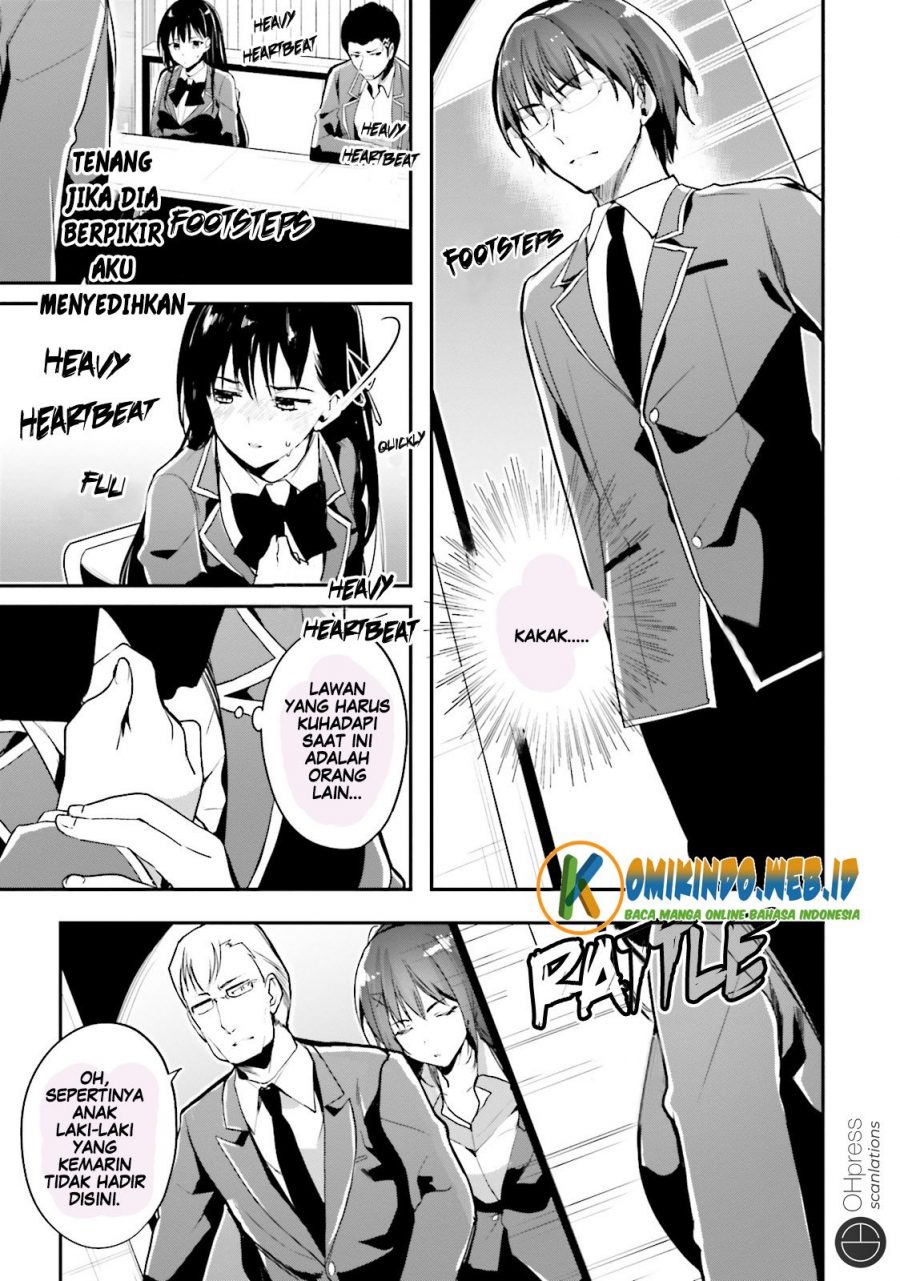 FOOTSTEPS
KAKAK.....
HEAVY
HEARTBEAT
HEAVY
HEARTBEAT
TENANG
JIKA DIA
BERPIKIR
AKU
MENYEDIHKAN
FOOTSTEPS
HEAVY
HEARTBEAT
QUICKLY
FUU
HEAVY
HEARTBEAT
LAWAN
YANG HARUS
KUHADAPI
SAAT INI
ADALAH
ORANG
LAIN...
KOMIKINDO.WEB.ID
BACA MANGA ONLINE BAHASA INDONESIA
RATTLE
OH,
SEPERTINYA
ANAK
LAKI-LAKI
YANG
KEMARIN
TIDAK HADIR
DISINI.
OHpress
scanlations